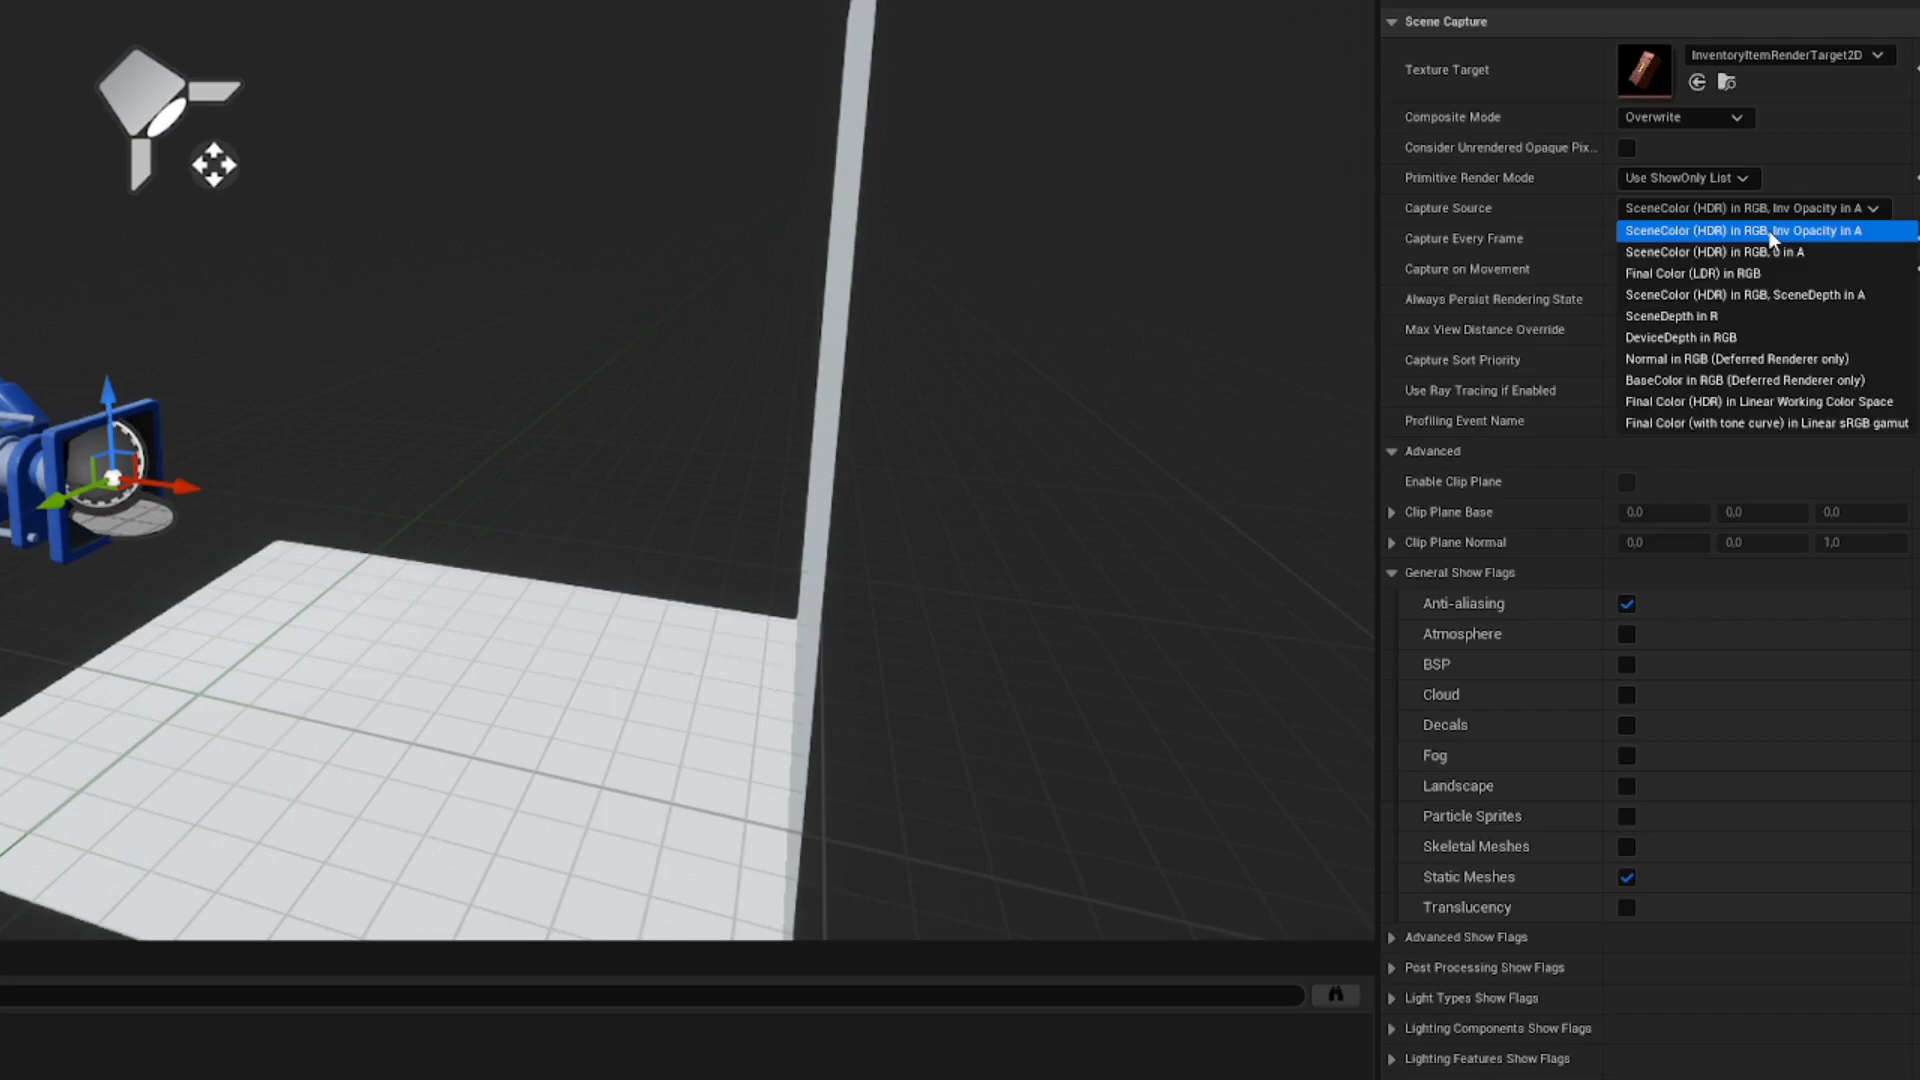 Scene Capture
Texture Target
InventoryItemRenderTarget2D
Composite Mode
Overwrite
Consider Unrendered Opaque Pix...
Primitive Render Mode
Use ShowOnly List
Capture Source
SceneColor (HDR) in RGB, Inv Opacity in A
SceneColor (HDR) in RGB, Inv Opacity in A
Capture Every Frame
SceneColor (HDR) in RGB, 0 in A
Capture on Movement
Final Color (LDR) in RGB
Always Persist Rendering State
SceneColor (HDR) in RGB, SceneDepth in A
SceneDepth in R
Max View Distance Override
DeviceDepth in RGB
Capture Sort Priority
Normal in RGB (Deferred Renderer only)
BaseColor in RGB (Deferred Renderer only)
Use Ray Tracing if Enabled
Final Color (HDR) in Linear Working Color Space
Profiling Event Name
Final Color (with tone curve) in Linear sRGB gamut
Advanced
Enable Clip Plane
Clip Plane Base
0,0 0,0 0,0
Clip Plane Normal
0,0 0,0 1,0
General Show Flags
Anti-aliasing
Atmosphere
BSP
Cloud
Decals
Fog
Landscape
Particle Sprites
Skeletal Meshes
Static Meshes
Translucency
Advanced Show Flags
Post Processing Show Flags
Light Types Show Flags
Lighting Components Show Flags
Lighting Features Show Flags